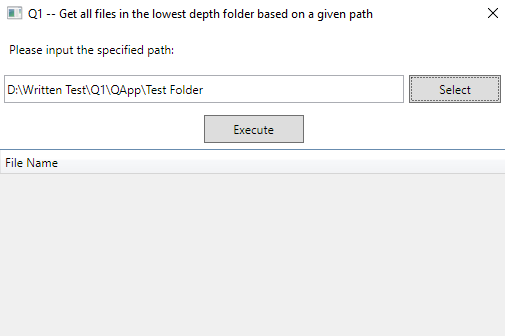 Q1 -- Get all files in the lowest depth folder based on a given path
Please input the specified path:
D:\Written Test\Q1\QApp\Test Folder
Select
Execute
File Name